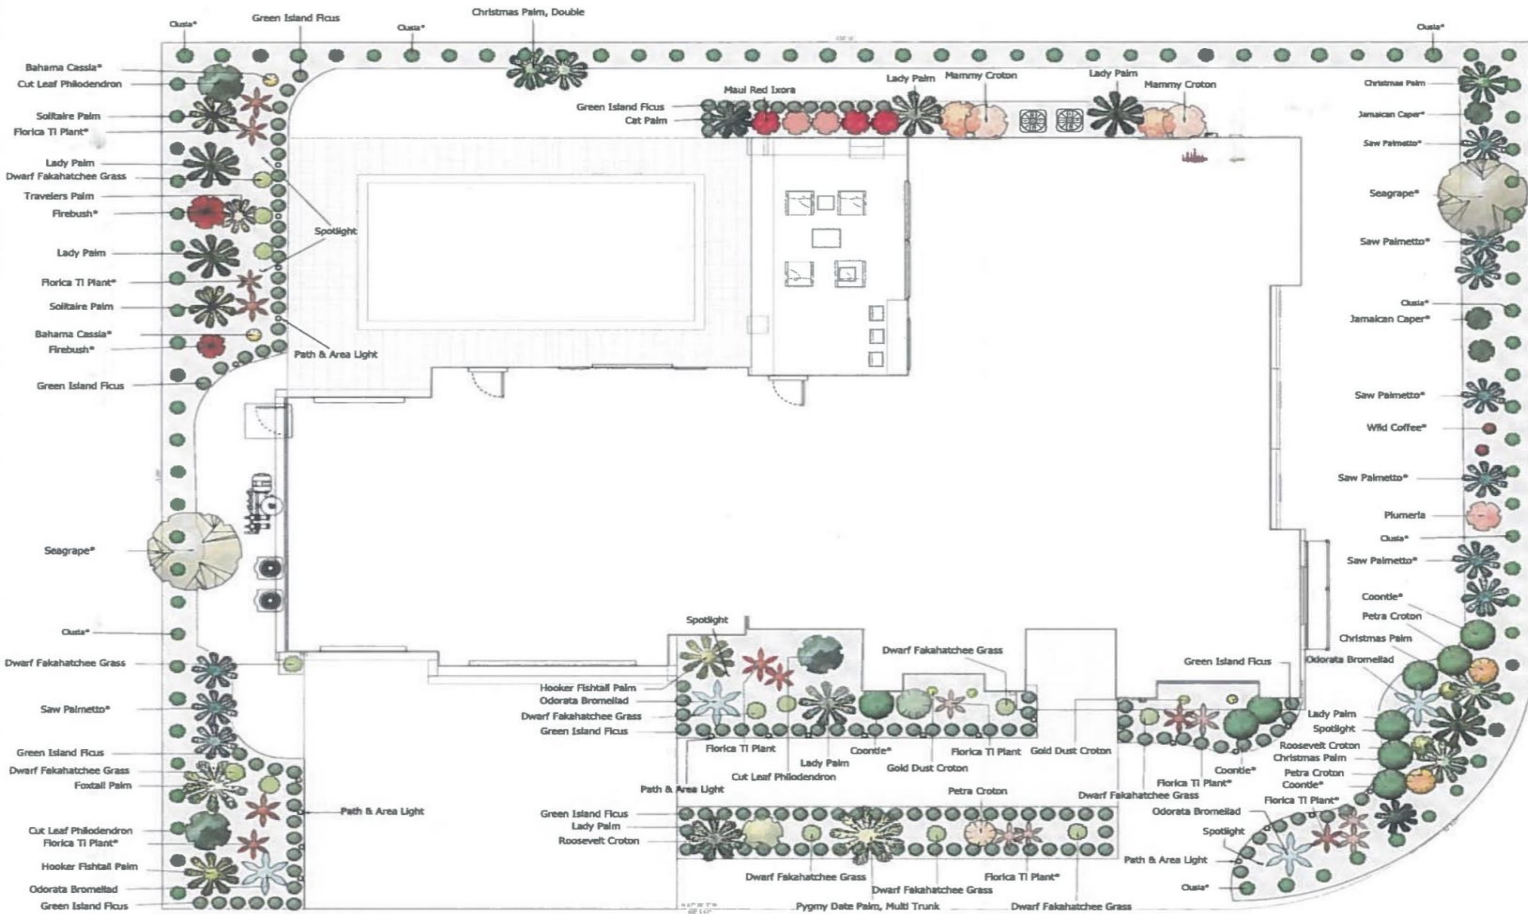 Clusia*
Green Island Ficus
Clusia*
Christmas Palm, Double
Clusia*
Bahama Cassia*
Cut Leaf Philodendron
Solitaire Palm
Florica Ti Plant*
Lady Palm
Dwarf Fakahatchee Grass
Travelers Palm
Firebush*
Spotlight
Lady Palm
Florica Ti Plant*
Solitaire Palm
Bahama Cassia*
Firebush*
Path & Area Light
Green Island Ficus
Green Island Ficus
Cat Palm
Maui Red Ixora
Lady Palm
Mammy Croton
Lady Palm
Mammy Croton
Christmas Palm
Jamaican Caper*
Saw Palmetto*
Seagrape*
Saw Palmetto*
Clusia*
Jamaican Caper*
Saw Palmetto*
Wild Coffee*
Saw Palmetto*
Plumeria
Clusia*
Saw Palmetto*
Coontie*
Petra Croton
Christmas Palm
Odorata Bromeliad
Seagrape*
Clusia*
Dwarf Fakahatchee Grass
Saw Palmetto*
Green Island Ficus
Dwarf Fakahatchee Grass
Foxtail Palm
Path & Area Light
Cut Leaf Philodendron
Florica Ti Plant*
Hooker Fishtail Palm
Odorata Bromeliad
Green Island Ficus
Spotlight
Dwarf Fakahatchee Grass
Green Island Ficus
Hooker Fishtail Palm
Odorata Bromeliad
Dwarf Fakahatchee Grass
Green Island Ficus
Florica Ti Plant
Cut Leaf Philodendron
Lady Palm
Coontie*
Gold Dust Croton
Florica Ti Plant
Gold Dust Croton
Path & Area Light
Dwarf Fakahatchee Grass
Florica Ti Plant*
Coontie*
Lady Palm
Spotlight
Roosevelt Croton
Christmas Palm
Petra Croton
Coontie*
Florica Ti Plant*
Odorata Bromeliad
Spotlight
Path & Area Light
Clusia*
Green Island Ficus
Lady Palm
Roosevelt Croton
Petra Croton
Dwarf Fakahatchee Grass
Dwarf Fakahatchee Grass
Florica Ti Plant*
Pygmy Date Palm, Multi Trunk
Dwarf Fakahatchee Grass